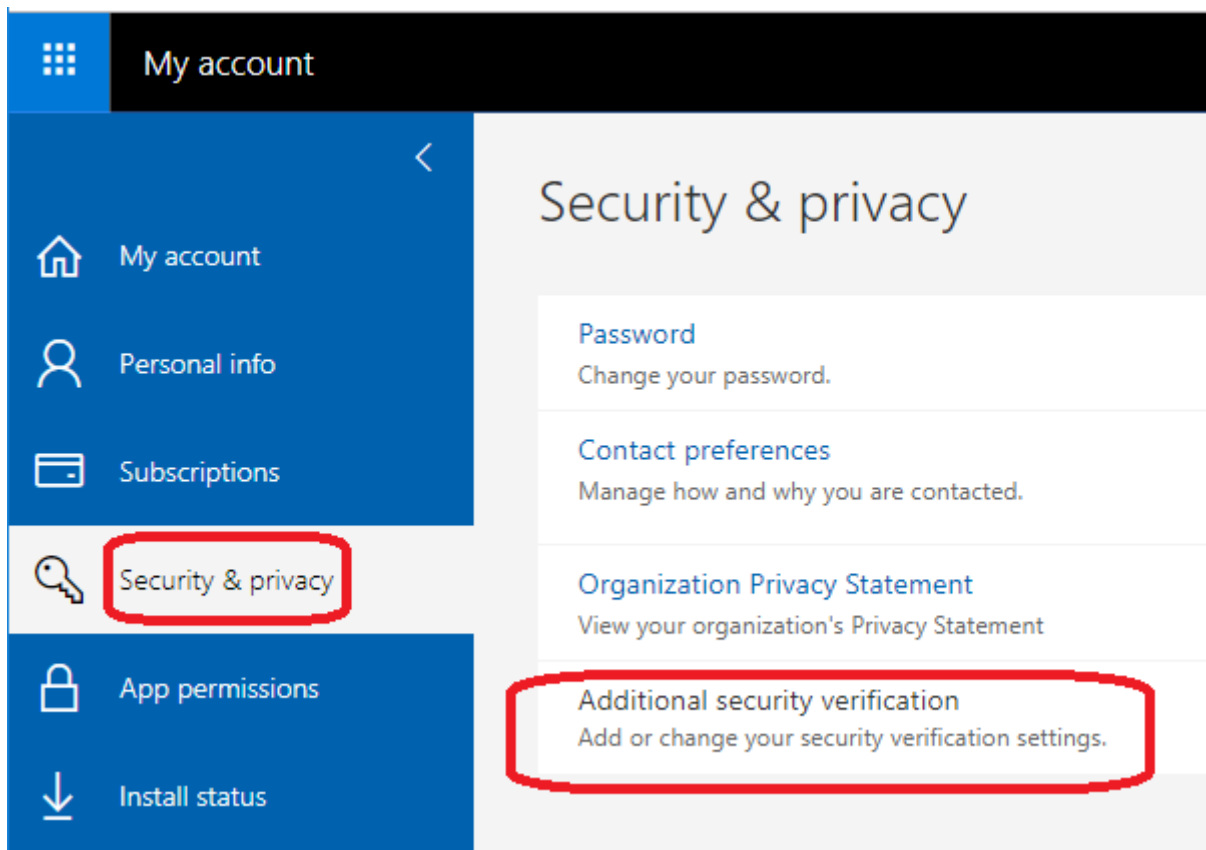 My account
My account
Personal info
Subscriptions
Security & privacy
App permissions
Install status
Security & privacy
Password
Change your password.
Contact preferences
Manage how and why you are contacted.
Organization Privacy Statement
View your organization's Privacy Statement
Additional security verification
Add or change your security verification settings.